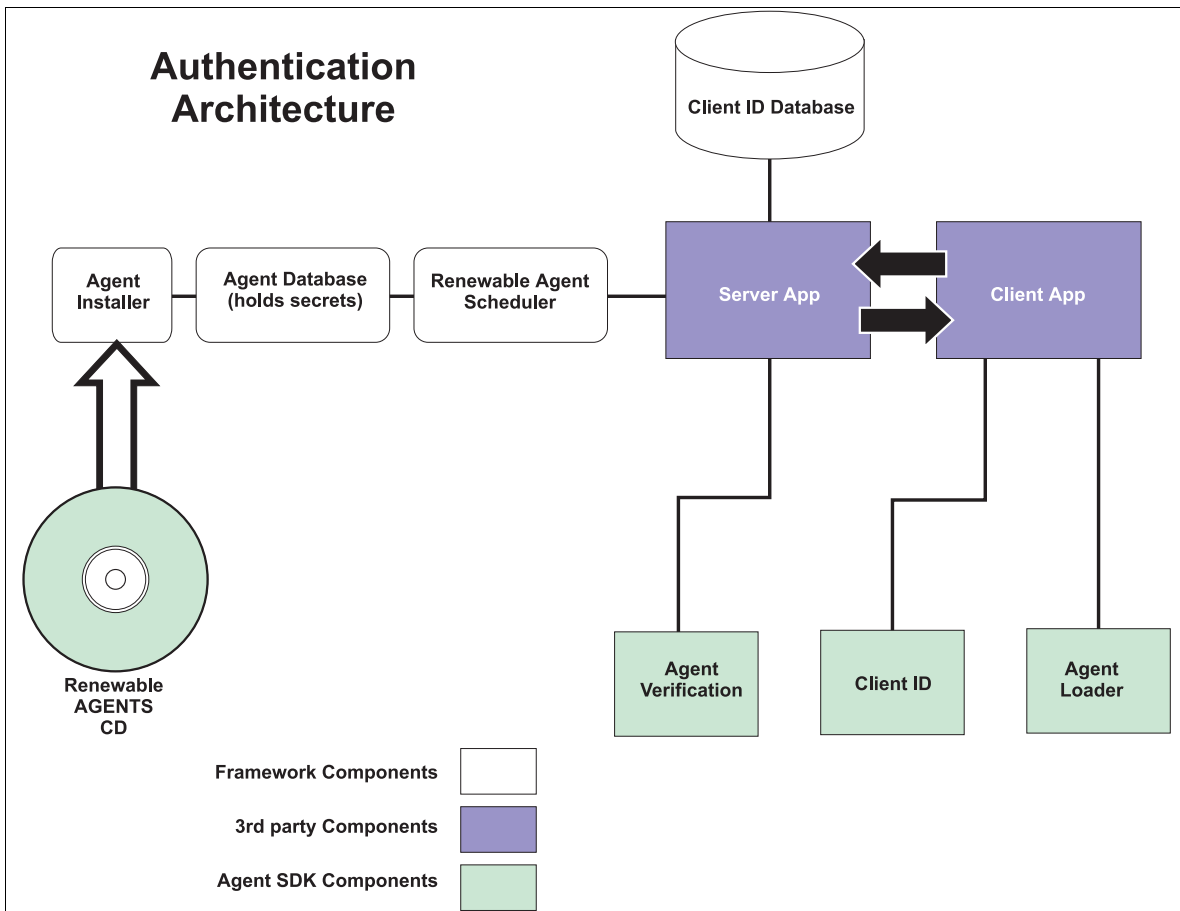 Authentication
Architecture
Client ID Database
Agent
Installer
Agent Database
(holds secrets)
Renewable Agent
Scheduler
Server App
Client App
Renewable
AGENTS
CD
Agent
Verification
Client ID
Agent
Loader
Framework Components
3rd party Components
Agent SDK Components